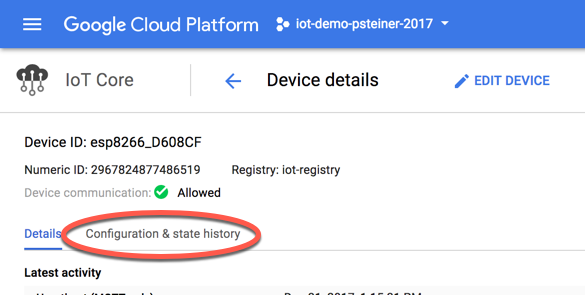 Google Cloud Platform iot-demo-psteiner-2017
IoT Core Device details EDIT DEVICE
Device ID: esp8266_D608CF
Numeric ID: 2967824877486519 Registry: iot-registry
Device communication: Allowed
Details Configuration & state history
Latest activity